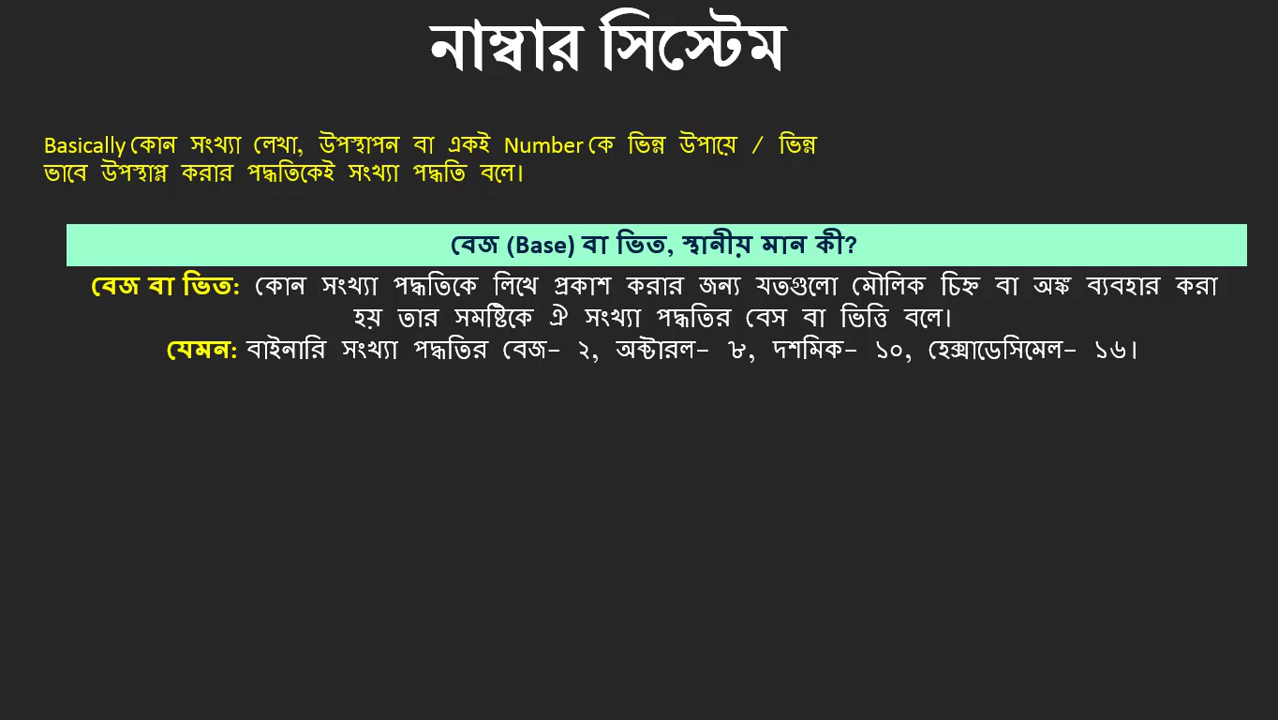 নাম্বার সিস্টেম
Basically কোন সংখ্যা লেখা, উপস্থাপন বা একই Number কে ভিন্ন উপায়ে / ভিন্ন
ভাবে উপস্থাপ্ন করার পদ্ধতিকেই সংখ্যা পদ্ধতি বলে।
বেজ (Base) বা ভিত, স্থানীয় মান কী?
বেজ বা ভিত: কোন সংখ্যা পদ্ধতিকে লিখে প্রকাশ করার জন্য যতগুলো মৌলিক চিহ্ন বা অঙ্ক ব্যবহার করা
হয় তার সমষ্টিকে ঐ সংখ্যা পদ্ধতির বেস বা ভিত্তি বলে।
যেমন: বাইনারি সংখ্যা পদ্ধতির বেজ– ২, অক্টারল– ৮, দশমিক– ১০, হেক্সাডেসিমেল– ১৬।